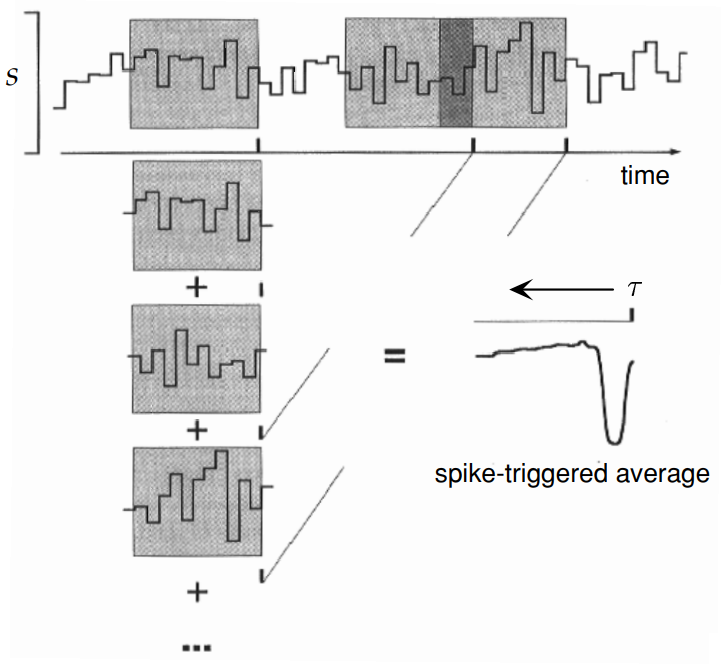 s
time
+
τ
+
=
spike-triggered average
+
...